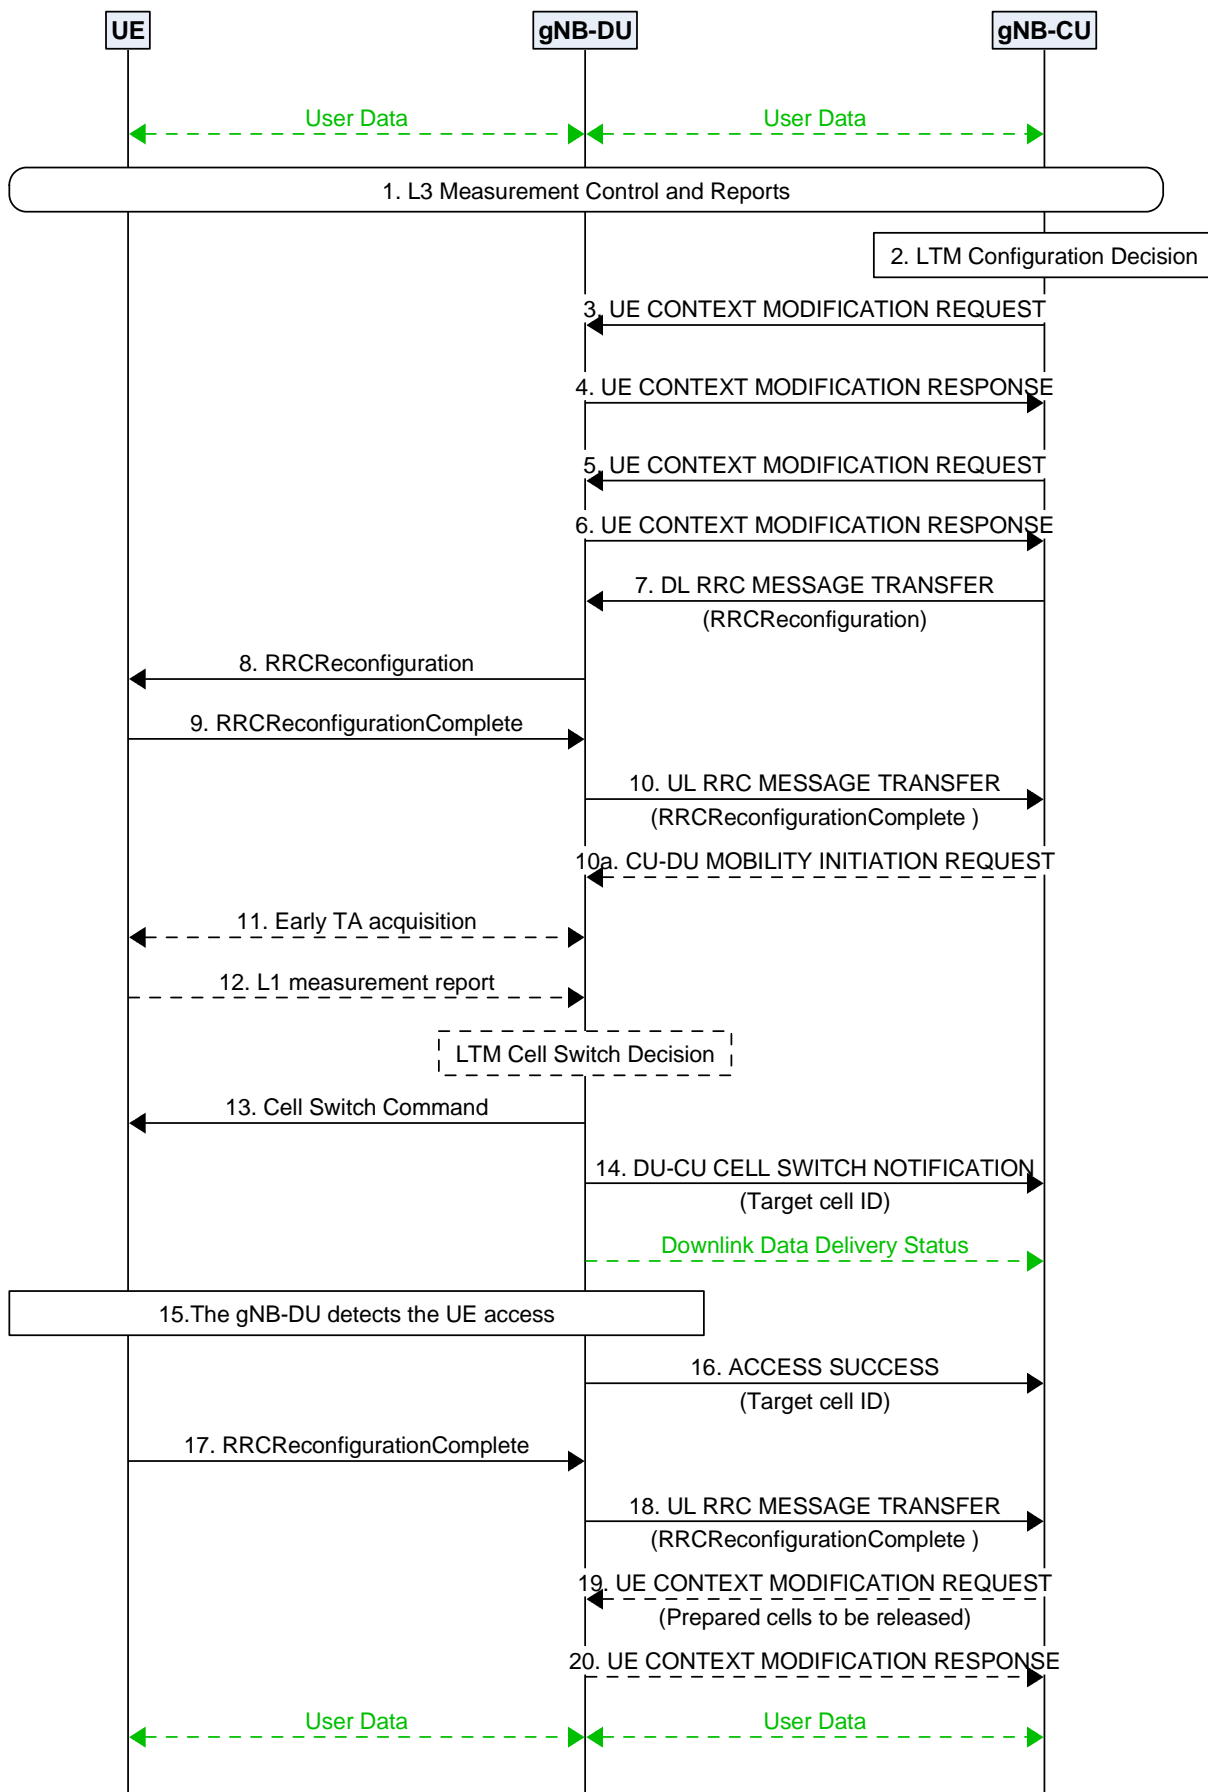 UE gNB-DU gNB-CU
User Data User Data
1. L3 Measurement Control and Reports
2. LTM Configuration Decision
3. UE CONTEXT MODIFICATION REQUEST
4. UE CONTEXT MODIFICATION RESPONSE
5. UE CONTEXT MODIFICATION REQUEST
6. UE CONTEXT MODIFICATION RESPONSE
7. DL RRC MESSAGE TRANSFER
(RRCReconfiguration)
8. RRCReconfiguration
9. RRCReconfigurationComplete
10. UL RRC MESSAGE TRANSFER
(RRCReconfigurationComplete )
10a. CU-DU MOBILITY INITIATION REQUEST
11. Early TA acquisition
12. L1 measurement report
LTM Cell Switch Decision
13. Cell Switch Command
14. DU-CU CELL SWITCH NOTIFICATION
(Target cell ID)
Downlink Data Delivery Status
15.The gNB-DU detects the UE access
16. ACCESS SUCCESS
(Target cell ID)
17. RRCReconfigurationComplete
18. UL RRC MESSAGE TRANSFER
(RRCReconfigurationComplete )
19. UE CONTEXT MODIFICATION REQUEST
(Prepared cells to be released)
20. UE CONTEXT MODIFICATION RESPONSE
User Data User Data